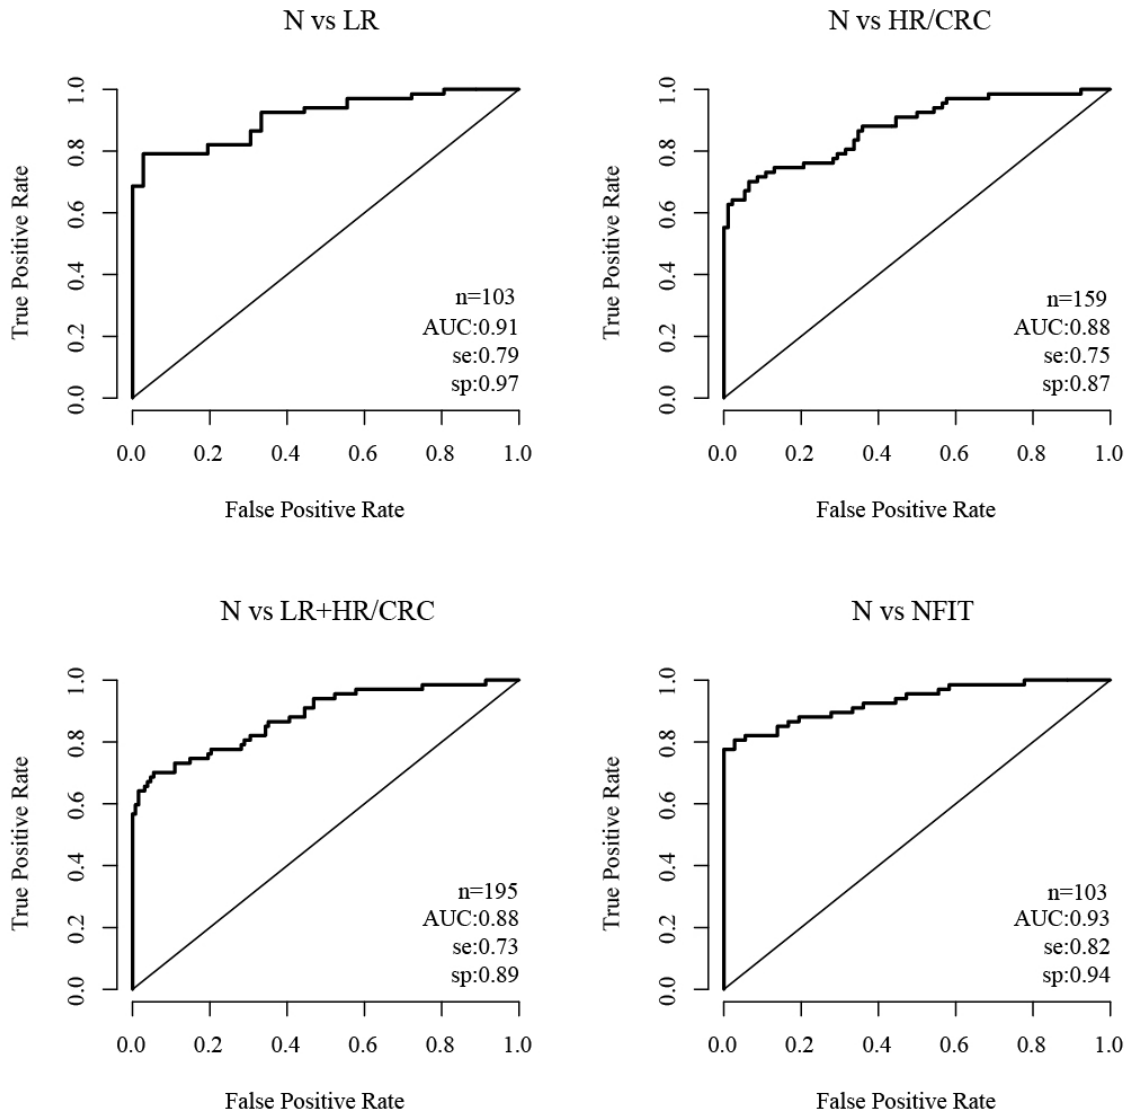 N vs LR
True Positive Rate
1.0
0.8
0.6
0.4
0.2
0.0
n=103
AUC:0.91
se:0.79
sp:0.97
0.0 0.2 0.4 0.6 0.8 1.0
False Positive Rate
N vs HR/CRC
True Positive Rate
1.0
0.8
0.6
0.4
0.2
0.0
n=159
AUC:0.88
se:0.75
sp:0.87
0.0 0.2 0.4 0.6 0.8 1.0
False Positive Rate
N vs LR+HR/CRC
True Positive Rate
1.0
0.8
0.6
0.4
0.2
0.0
n=195
AUC:0.88
se:0.73
sp:0.89
0.0 0.2 0.4 0.6 0.8 1.0
False Positive Rate
N vs NFIT
True Positive Rate
1.0
0.8
0.6
0.4
0.2
0.0
n=103
AUC:0.93
se:0.82
sp:0.94
0.0 0.2 0.4 0.6 0.8 1.0
False Positive Rate